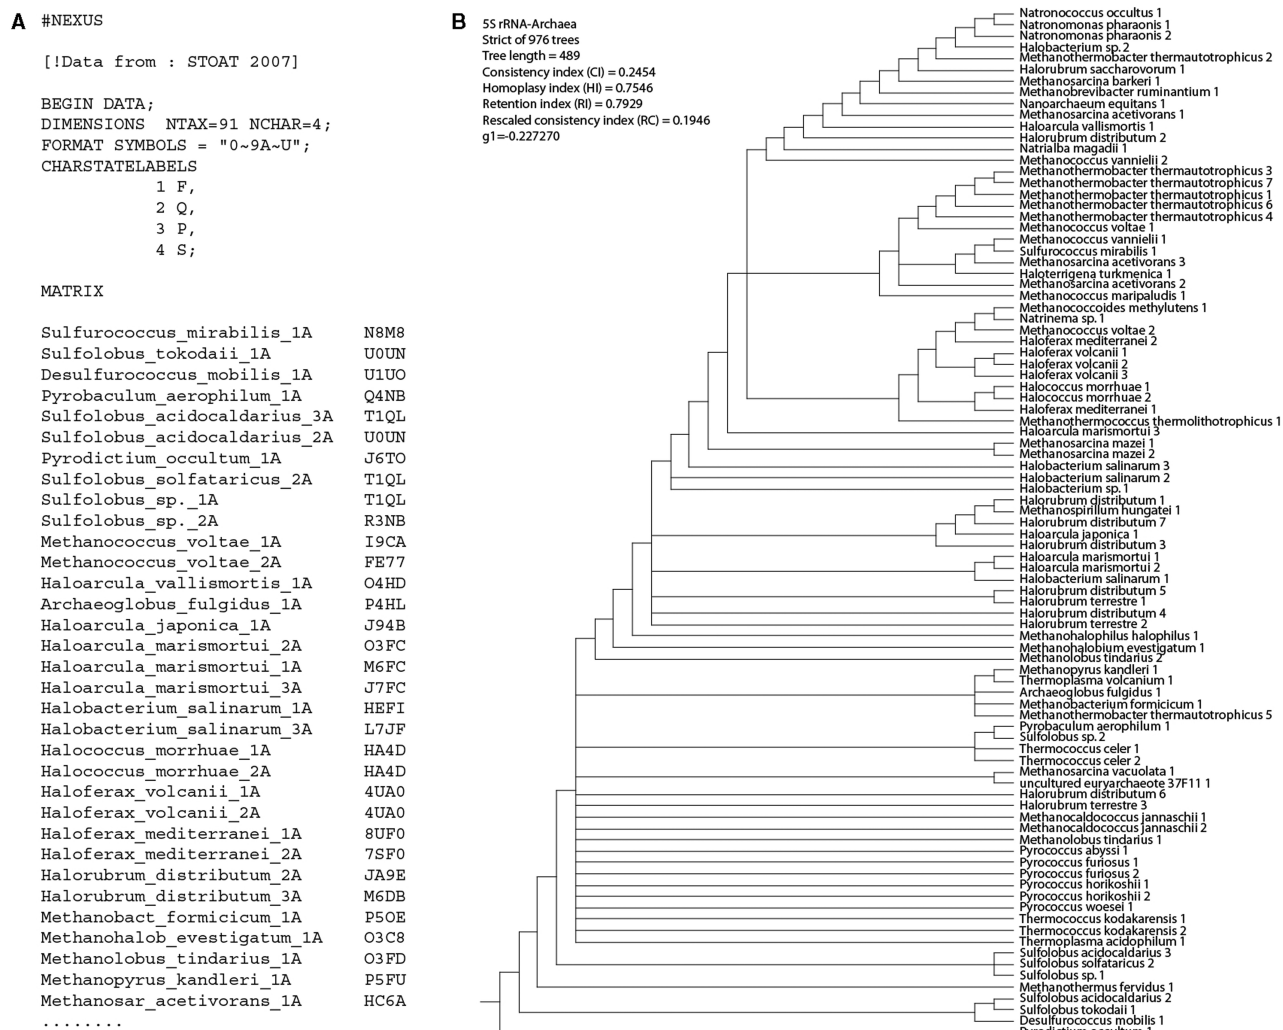 A
#NEXUS
[!Data from : STOAT 2007]
BEGIN DATA;
DIMENSIONS NTAX=91 NCHAR=4;
FORMAT SYMBOLS = "0~9A~U";
CHARSTATELABELS
1 F,
2 Q,
3 P,
4 S;
MATRIX
Sulfurococcus_mirabilis_1A N8M8
Sulfolobus_tokodaii_1A U0UN
Desulfurococcus_mobilis_1A U1UO
Pyrobaculum_aerophilum_1A Q4NB
Sulfolobus_acidocaldarius_3A T1QL
Sulfolobus_acidocaldarius_2A U0UN
Pyrodictium_occultum_1A J6TO
Sulfolobus_solfataricus_2A T1QL
Sulfolobus_sp._1A T1QL
Sulfolobus_sp._2A R3NB
Methanococcus_voltae_1A I9CA
Methanococcus_voltae_2A FE77
Haloarcula_vallismortis_1A O4HD
Archaeoglobus_fulgidus_1A P4HL
Haloarcula_japonica_1A J94B
Haloarcula_marismortui_2A O3FC
Haloarcula_marismortui_1A M6FC
Haloarcula_marismortui_3A J7FC
Halobacterium_salinarum_1A HEFI
Halobacterium_salinarum_3A L7JF
Halococcus_morrhuae_1A HA4D
Halococcus_morrhuae_2A HA4D
Haloferax_volcanii_1A 4UA0
Haloferax_volcanii_2A 4UA0
Haloferax_mediterranei_1A 8UF0
Haloferax_mediterranei_2A 7SF0
Halorubrum_distributum_2A JA9E
Halorubrum_distributum_3A M6DB
Methanobact_formicicum_1A P5OE
Methanohalob_evestigatum_1A O3C8
Methanolobus_tindarius_1A O3FD
Methanopyrus_kandleri_1A P5FU
Methanosar_acetivorans_1A HC6A
........
B
5S rRNA-Archaea
Strict of 976 trees
Tree length = 489
Consistency index (CI) = 0.2454
Homoplasy index (HI) = 0.7546
Retention index (RI) = 0.7929
Rescaled consistency index (RC) = 0.1946
g1=-0.227270
Natronococcus occultus 1
Natronomonas pharaonis 1
Natronomonas pharaonis 2
Halobacterium sp. 2
Methanothermobacter thermautotrophicus 2
Halorubrum saccharovorum 1
Methanosarcina barkeri 1
Methanobrevibacter ruminantium 1
Nanoarchaeum equitans 1
Methanosarcina acetivorans 1
Haloarcula vallismortis 1
Halorubrum distributum 2
Natrialba magadii 1
Methanococcus vannielii 2
Methanothermobacter thermautotrophicus 3
Methanothermobacter thermautotrophicus 7
Methanothermobacter thermautotrophicus 1
Methanothermobacter thermautotrophicus 6
Methanothermobacter thermautotrophicus 4
Methanococcus voltae 1
Methanococcus vannielii 1
Sulfurococcus mirabilis 1
Methanosarcina acetivorans 3
Haloterrigena turkmenica 1
Methanosarcina acetivorans 2
Methanococcus maripaludis 1
Methanococcoides methylutens 1
Natrinema sp. 1
Methanococcus voltae 2
Haloferax mediterranei 2
Haloferax volcanii 1
Haloferax volcanii 2
Haloferax volcanii 3
Halococcus morrhuae 1
Halococcus morrhuae 2
Haloferax mediterranei 1
Methanothermococcus thermolithotrophicus 1
Haloarcula marismortui 3
Methanosarcina mazei 1
Methanosarcina mazei 2
Halobacterium salinarum 3
Halobacterium salinarum 2
Halobacterium sp. 1
Halorubrum distributum 1
Methanospirillum hungatei 1
Halorubrum distributum 7
Haloarcula japonica 1
Halorubrum distributum 3
Haloarcula marismortui 1
Haloarcula marismortui 2
Halobacterium salinarum 1
Halorubrum distributum 5
Halorubrum terrestre 1
Halorubrum distributum 4
Halorubrum terrestre 2
Methanohalophilus halophilus 1
Methanohalobium evestigatum 1
Methanolobus tindarius 2
Methanopyrus kandleri 1
Thermoplasma volcanium 1
Archaeoglobus fulgidus 1
Methanobacterium formicicum 1
Methanothermobacter thermautotrophicus 5
Pyrobaculum aerophilum 1
Sulfolobus sp. 2
Thermococcus celer 1
Thermococcus celer 2
Methanosarcina vacuolata 1
uncultured euryarchaeote 37F11 1
Halorubrum distributum 6
Halorubrum terrestre 3
Methanocaldococcus jannaschii 1
Methanocaldococcus jannaschii 2
Methanolobus tindarius 1
Pyrococcus abyssi 1
Pyrococcus furiosus 1
Pyrococcus furiosus 2
Pyrococcus horikoshii 1
Pyrococcus horikoshii 2
Pyrococcus woesei 1
Thermococcus kodakarensis 1
Thermococcus kodakarensis 2
Thermoplasma acidophilum 1
Sulfolobus acidocaldarius 3
Sulfolobus solfataricus 2
Sulfolobus sp. 1
Methanothermus fervidus 1
Sulfolobus acidocaldarius 2
Sulfolobus tokodaii 1
Desulfurococcus mobilis 1